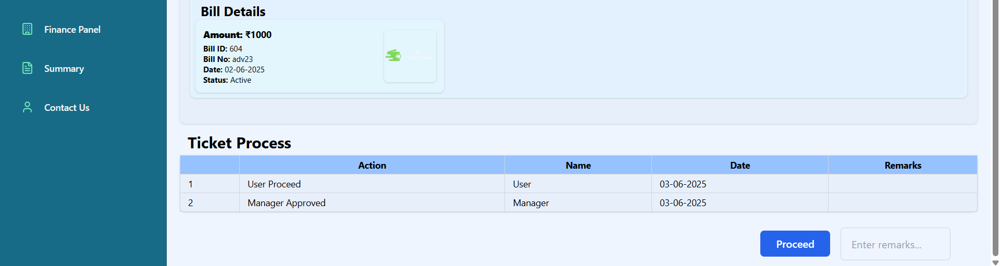 Finance Panel
Summary
Contact Us
Bill Details
Amount: ₹1000
Bill ID: 604
Bill No: adv23
Date: 02-06-2025
Status: Active
Ticket Process
Action Name Date Remarks
1 User Proceed User 03-06-2025
2 Manager Approved Manager 03-06-2025
Proceed Enter remarks...